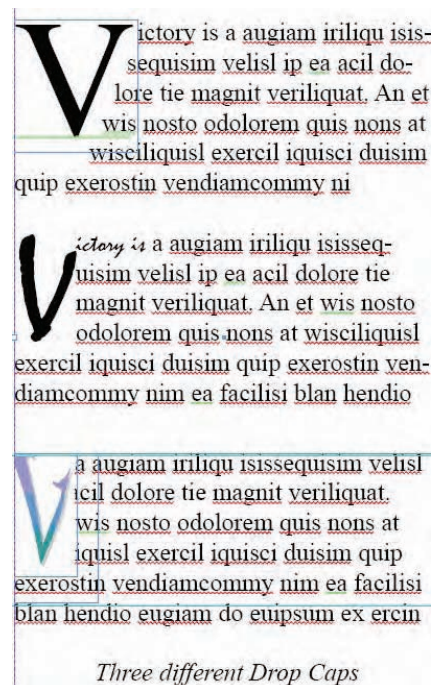 Victory is a augiam iriliqu isis-
sequisim velisl ip ea acil do-
lore tie magnit veriliquat. An et
wis nosto odolorem quis nons at
wisciliquisl exercil iquisci duisim
quip exerostin vendiamcommy ni
Victory is a augiam iriliqu isisseq-
uisim velisl ip ea acil dolore tie
magnit veriliquat. An et wis nosto
odolorem quis nons at wisciliquisl
exercil iquisci duisim quip exerostin ven-
diamcommy nim ea facilisi blan hendio
V a augiam iriliqu isissequisim velisl
acil dolore tie magnit veriliquat.
wis nosto odolorem quis nons at
iquisl exercil iquisci duisim quip
exerostin vendiamcommy nim ea facilisi
blan hendio eugiam do euipsum ex ercin
Three different Drop Caps